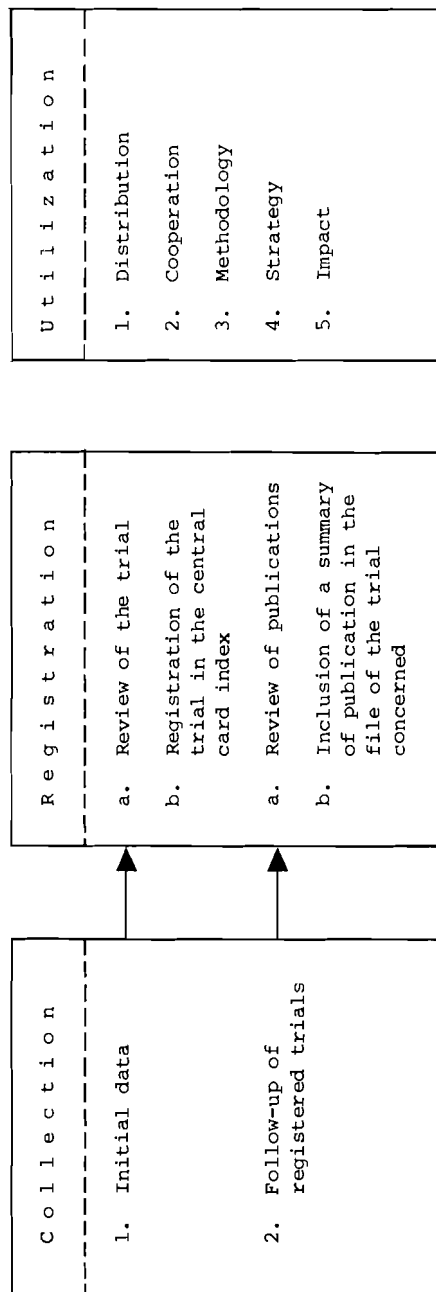 Collection
1. Initial data
2. Follow-up of
registered trials
Registration
a. Review of the trial
b. Registration of the
trial in the central
card index
a. Review of publications
b. Inclusion of a summary
of publication in the
file of the trial
concerned
Utilization
1. Distribution
2. Cooperation
3. Methodology
4. Strategy
5. Impact